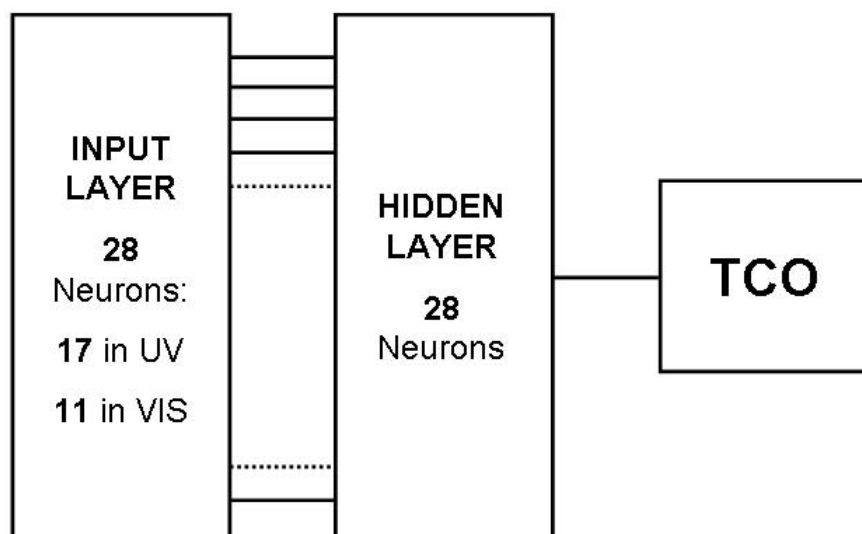 INPUT
LAYER
28
Neurons:
17 in UV
11 in VIS
HIDDEN
LAYER
28
Neurons
TCO